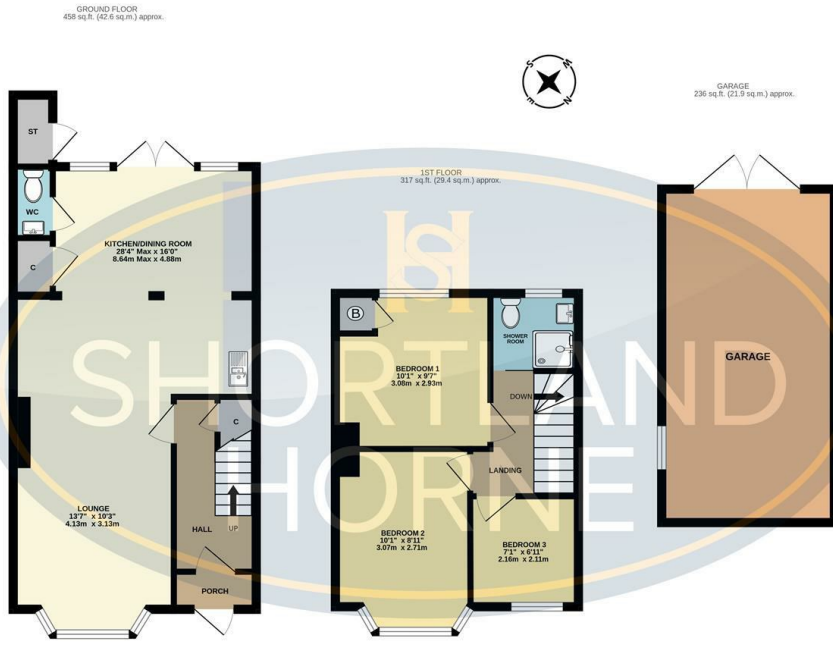 GROUND FLOOR
458 sq.ft. (42.6 sq.m.) approx.
ST
WC
C
KITCHEN/DINING ROOM
28'4" Max x 16'0"
8.64m Max x 4.88m
C
LOUNGE
13'7" x 10'3"
4.13m x 3.13m
HALL
UP
PORCH
1ST FLOOR
317 sq.ft. (29.4 sq.m.) approx.
B
BEDROOM 1
10'1" x 9'7"
3.08m x 2.93m
SHOWER
ROOM
DOWN
LANDING
BEDROOM 2
10'1" x 8'11"
3.07m x 2.71m
BEDROOM 3
7'1" x 6'11"
2.16m x 2.11m
S
W
E
N
GARAGE
236 sq.ft. (21.9 sq.m.) approx.
GARAGE
SH
SHORTLAND
HORNE